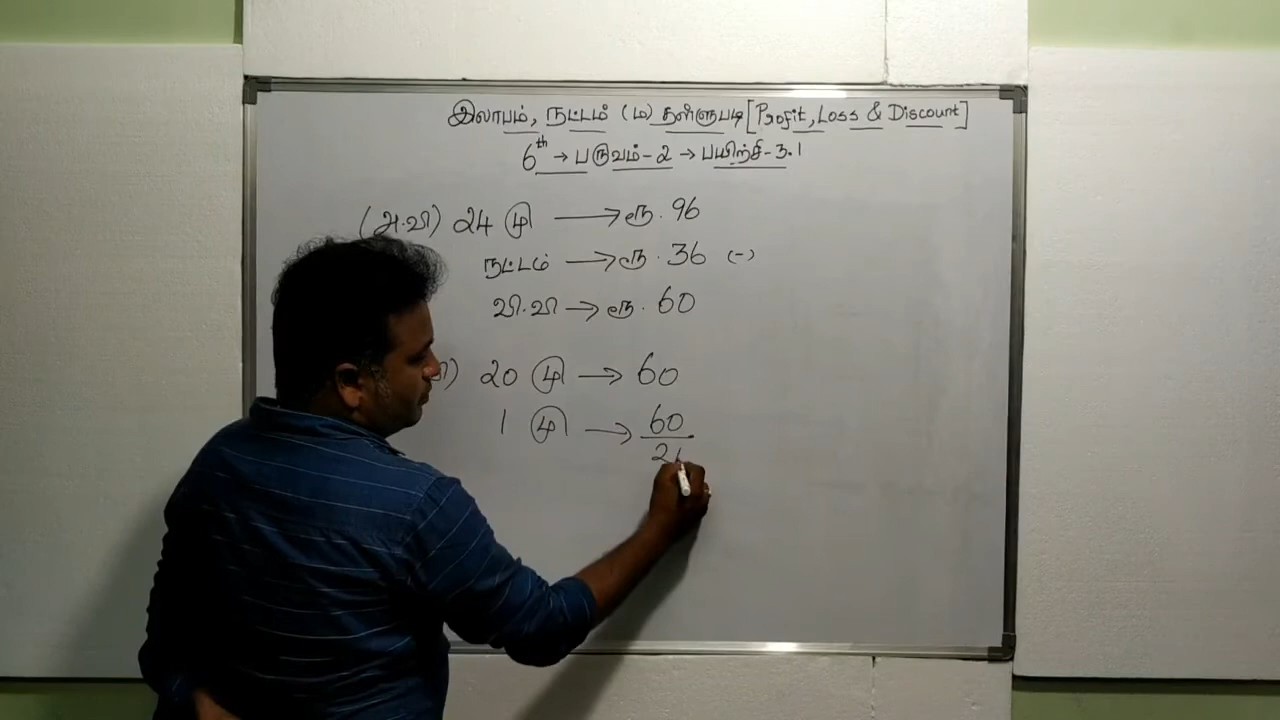 இலாபம், நட்டம் (ம) தள்ளுபடி [Profit, Loss & Discount]
6th → பருவம்-2 → பயிற்சி-3.1
(அ.வி) 24 மு → ரூ. 96
நட்டம் → ரூ. 36 (-)
வி.வி → ரூ. 60
) 20 மு → 60
1 மு → 60
2